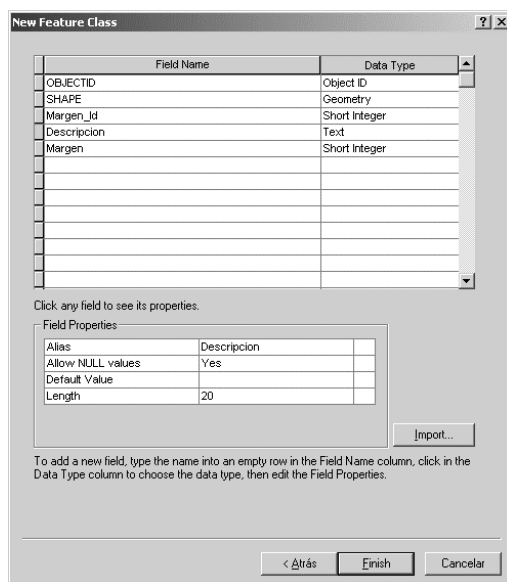 New Feature Class
Field Name Data Type
OBJECTID Object ID
SHAPE Geometry
Margen_Id Short Integer
Descripcion Text
Margen Short Integer
Click any field to see its properties.
Field Properties
Alias Descripcion
Allow NULL values Yes
Default Value
Length 20
Import...
To add a new field, type the name into an empty row in the Field Name column, click in the
Data Type column to choose the data type, then edit the Field Properties.
< Atrás Finish Cancelar